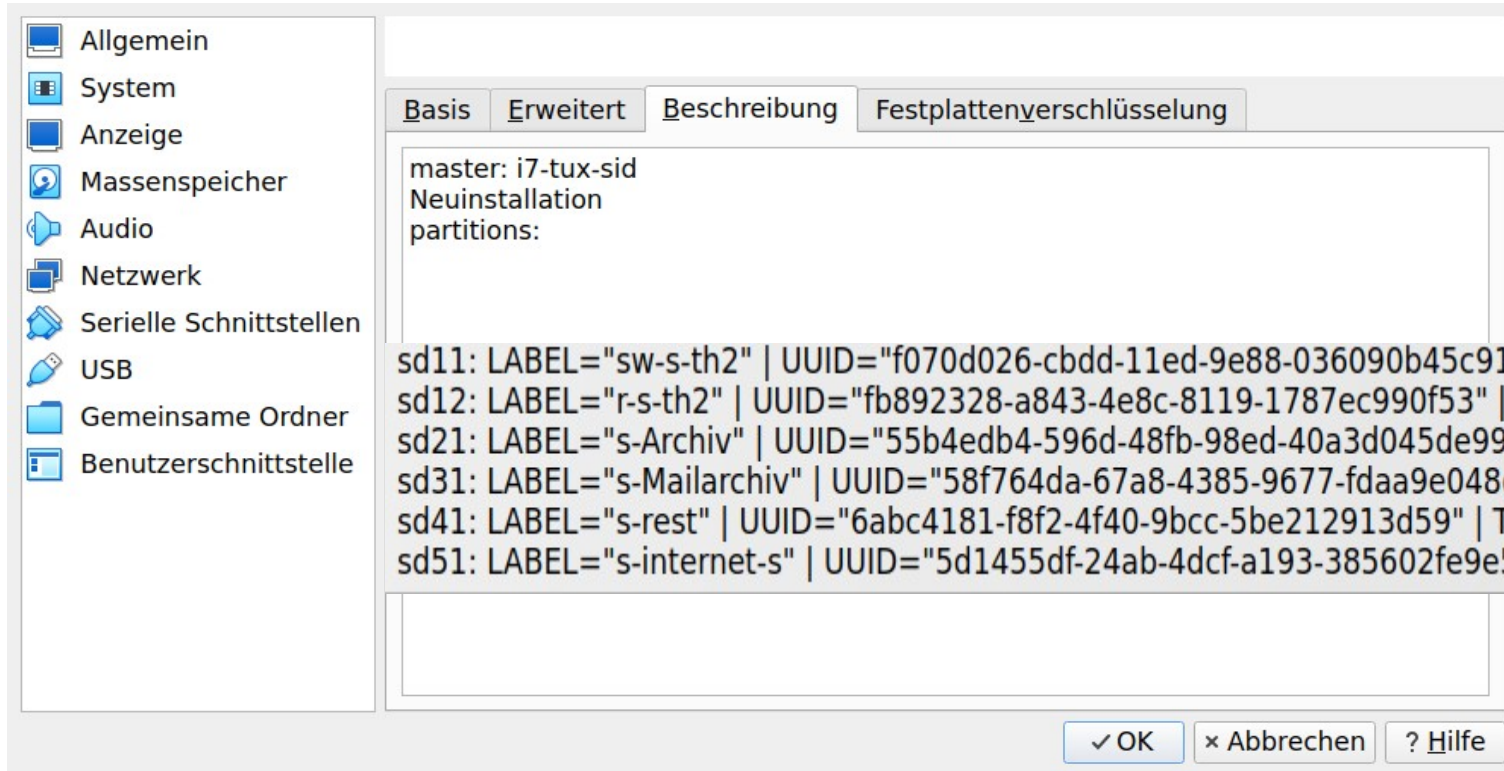 Allgemein
System
Anzeige
Massenspeicher
Audio
Netzwerk
Serielle Schnittstellen
USB
Gemeinsame Ordner
Benutzerschnittstelle
Basis Erweitert Beschreibung Festplattenverschlüsselung
master: i7-tux-sid
Neuinstallation
partitions:
sd11: LABEL="sw-s-th2" | UUID="f070d026-cbdd-11ed-9e88-036090b45c91
sd12: LABEL="r-s-th2" | UUID="fb892328-a843-4e8c-8119-1787ec990f53" |
sd21: LABEL="s-Archiv" | UUID="55b4edb4-596d-48fb-98ed-40a3d045de99
sd31: LABEL="s-Mailarchiv" | UUID="58f764da-67a8-4385-9677-fdaa9e048
sd41: LABEL="s-rest" | UUID="6abc4181-f8f2-4f40-9bcc-5be212913d59" | T
sd51: LABEL="s-internet-s" | UUID="5d1455df-24ab-4dcf-a193-385602fe9e
OK Abbrechen ? Hilfe